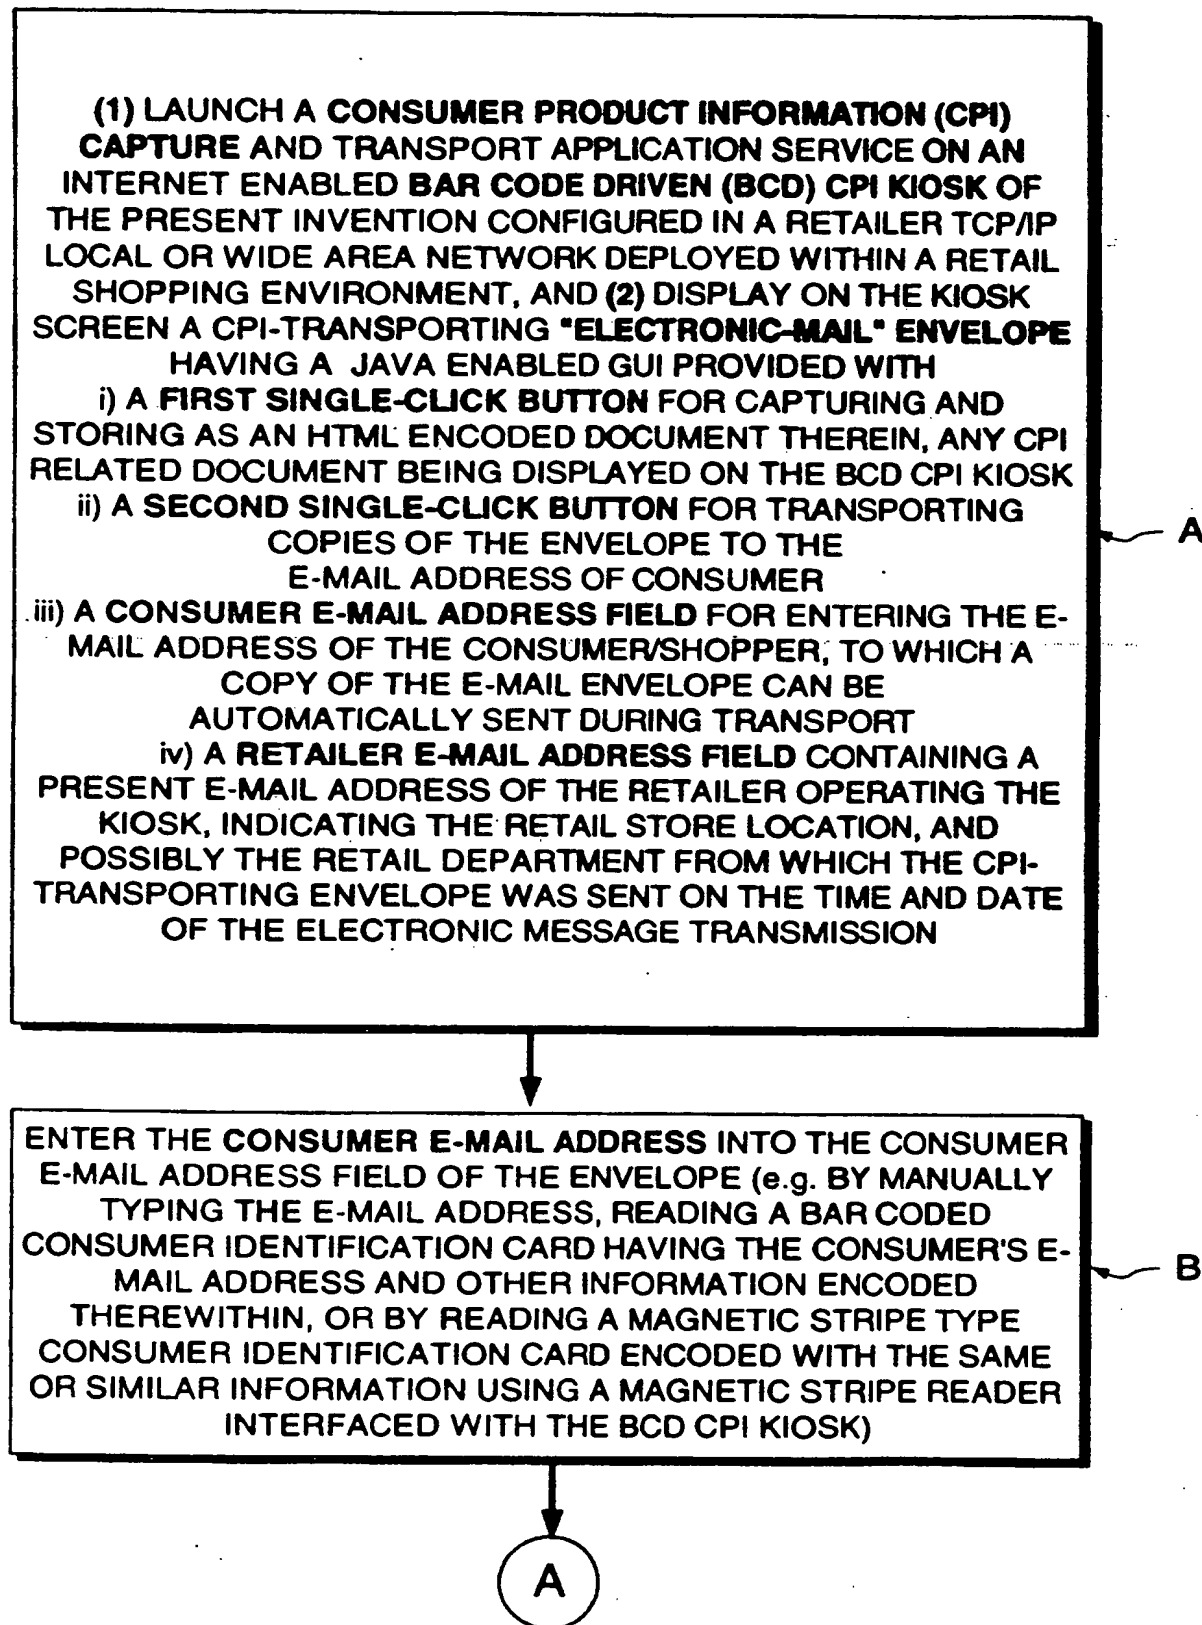 (1) LAUNCH A CONSUMER PRODUCT INFORMATION (CPI)
CAPTURE AND TRANSPORT APPLICATION SERVICE ON AN
INTERNET ENABLED BAR CODE DRIVEN (BCD) CPI KIOSK OF
THE PRESENT INVENTION CONFIGURED IN A RETAILER TCP/IP
LOCAL OR WIDE AREA NETWORK DEPLOYED WITHIN A RETAIL
SHOPPING ENVIRONMENT, AND (2) DISPLAY ON THE KIOSK
SCREEN A CPI-TRANSPORTING "ELECTRONIC-MAIL" ENVELOPE
HAVING A JAVA ENABLED GUI PROVIDED WITH
i) A FIRST SINGLE-CLICK BUTTON FOR CAPTURING AND
STORING AS AN HTML ENCODED DOCUMENT THEREIN, ANY CPI
RELATED DOCUMENT BEING DISPLAYED ON THE BCD CPI KIOSK
ii) A SECOND SINGLE-CLICK BUTTON FOR TRANSPORTING
COPIES OF THE ENVELOPE TO THE
E-MAIL ADDRESS OF CONSUMER
iii) A CONSUMER E-MAIL ADDRESS FIELD FOR ENTERING THE E-
MAIL ADDRESS OF THE CONSUMER/SHOPPER, TO WHICH A
COPY OF THE E-MAIL ENVELOPE CAN BE
AUTOMATICALLY SENT DURING TRANSPORT
iv) A RETAILER E-MAIL ADDRESS FIELD CONTAINING A
PRESENT E-MAIL ADDRESS OF THE RETAILER OPERATING THE
KIOSK, INDICATING THE RETAIL STORE LOCATION, AND
POSSIBLY THE RETAIL DEPARTMENT FROM WHICH THE CPI-
TRANSPORTING ENVELOPE WAS SENT ON THE TIME AND DATE
OF THE ELECTRONIC MESSAGE TRANSMISSION
A
ENTER THE CONSUMER E-MAIL ADDRESS INTO THE CONSUMER
E-MAIL ADDRESS FIELD OF THE ENVELOPE (e.g. BY MANUALLY
TYPING THE E-MAIL ADDRESS, READING A BAR CODED
CONSUMER IDENTIFICATION CARD HAVING THE CONSUMER'S E-
MAIL ADDRESS AND OTHER INFORMATION ENCODED
THEREWITHIN, OR BY READING A MAGNETIC STRIPE TYPE
CONSUMER IDENTIFICATION CARD ENCODED WITH THE SAME
OR SIMILAR INFORMATION USING A MAGNETIC STRIPE READER
INTERFACED WITH THE BCD CPI KIOSK)
B
A